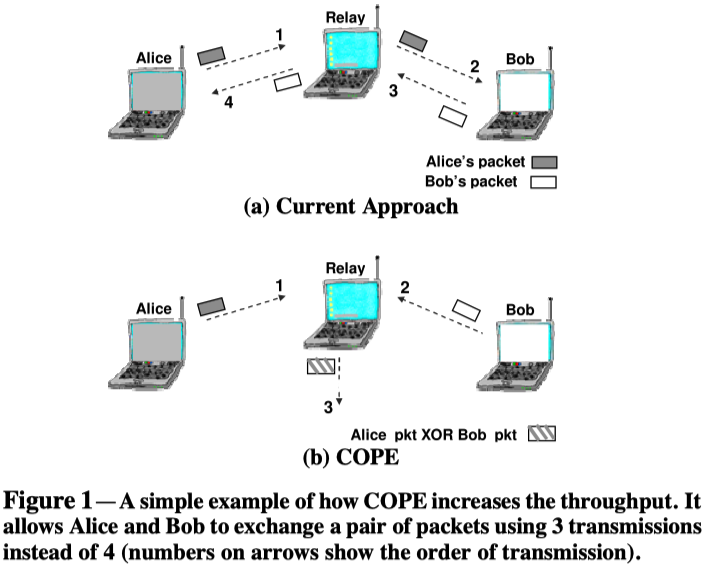 Relay
Alice
1
2
Bob
4
3
Alice's packet
Bob's packet
(a) Current Approach
Relay
Alice
1
2
Bob
3
Alice pkt XOR Bob pkt
(b) COPE
Figure 1—A simple example of how COPE increases the throughput. It
allows Alice and Bob to exchange a pair of packets using 3 transmissions
instead of 4 (numbers on arrows show the order of transmission).